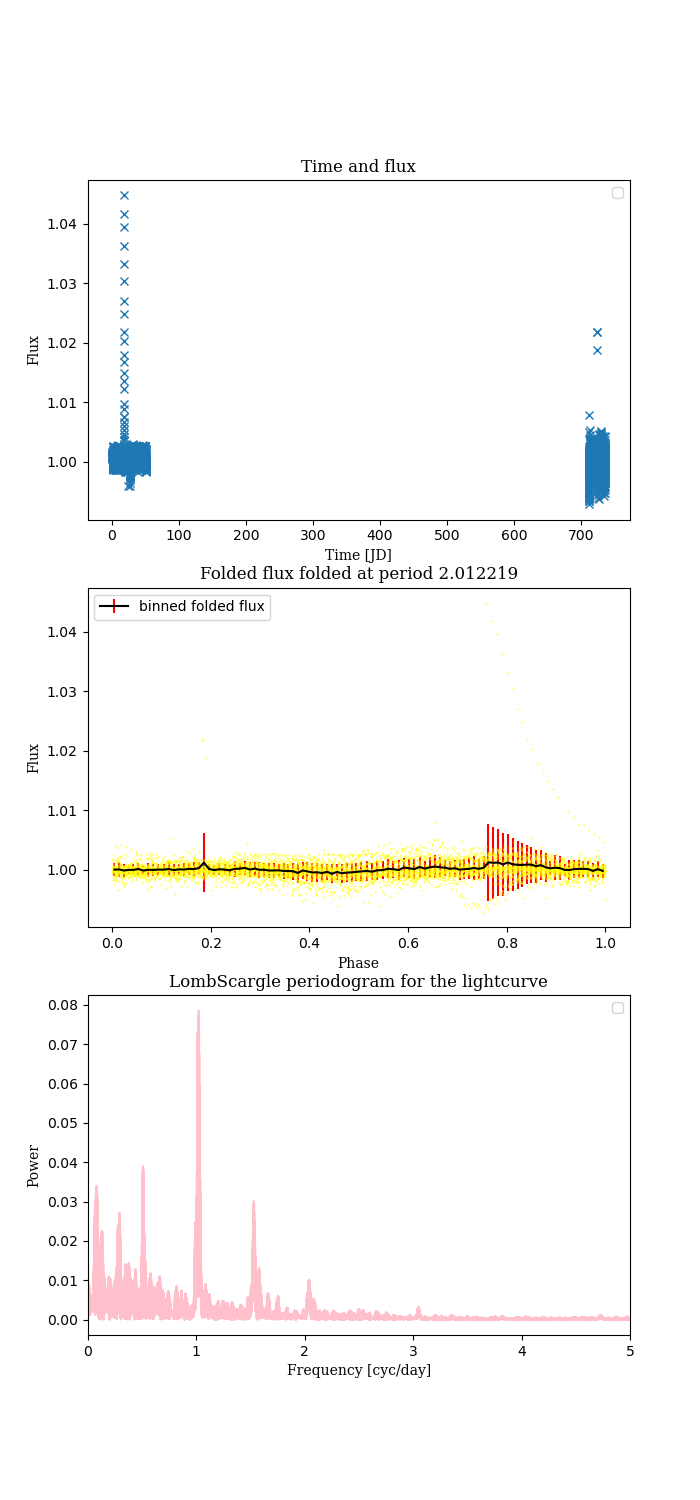 Time and flux
1.04
1.03
1.02
1.01
1.00
Flux
0 100 200 300 400 500 600 700
Time [JD]
Folded flux folded at period 2.012219
binned folded flux
1.04
1.03
1.02
1.01
1.00
Flux
0.0 0.2 0.4 0.6 0.8 1.0
Phase
LombScargle periodogram for the lightcurve
0.08
0.07
0.06
0.05
0.04
0.03
0.02
0.01
0.00
Power
0 1 2 3 4 5
Frequency [cyc/day]